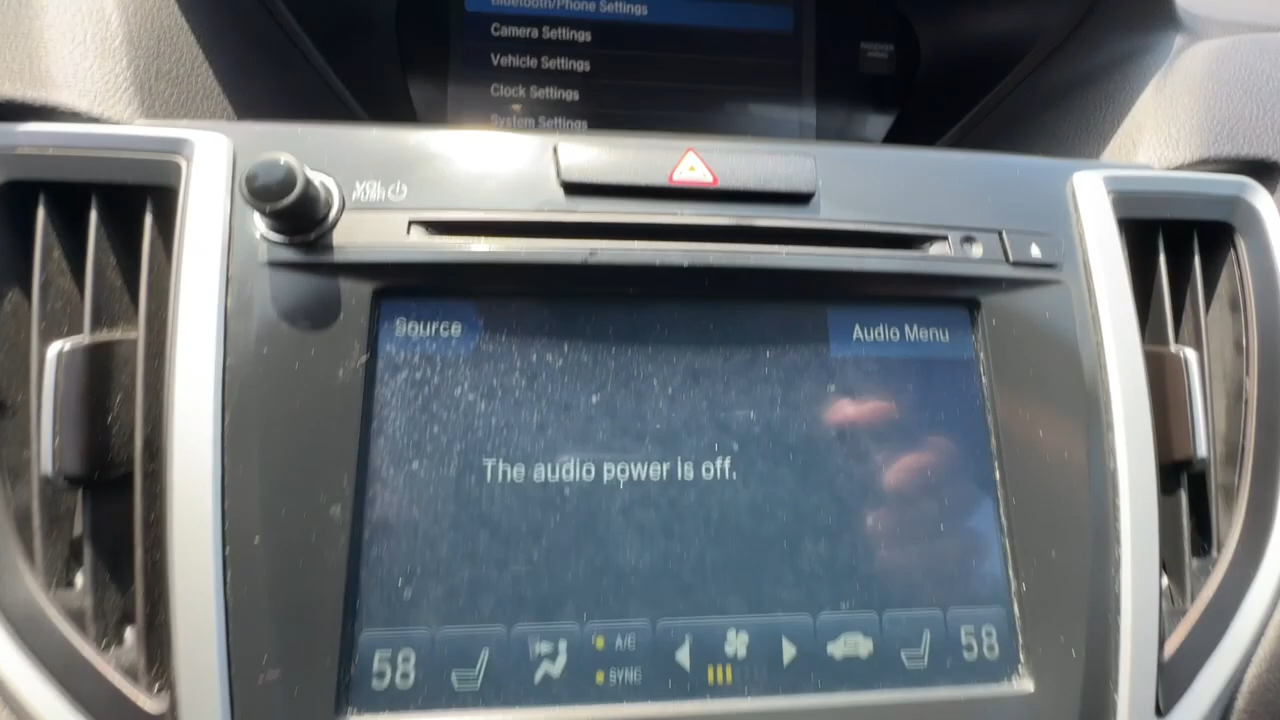 Bluetooth/Phone Settings
Camera Settings
Vehicle Settings
Clock Settings
System Settings
VOL
PUSH
Source
Audio Menu
The audio power is off.
58
A/C
SYNC
58